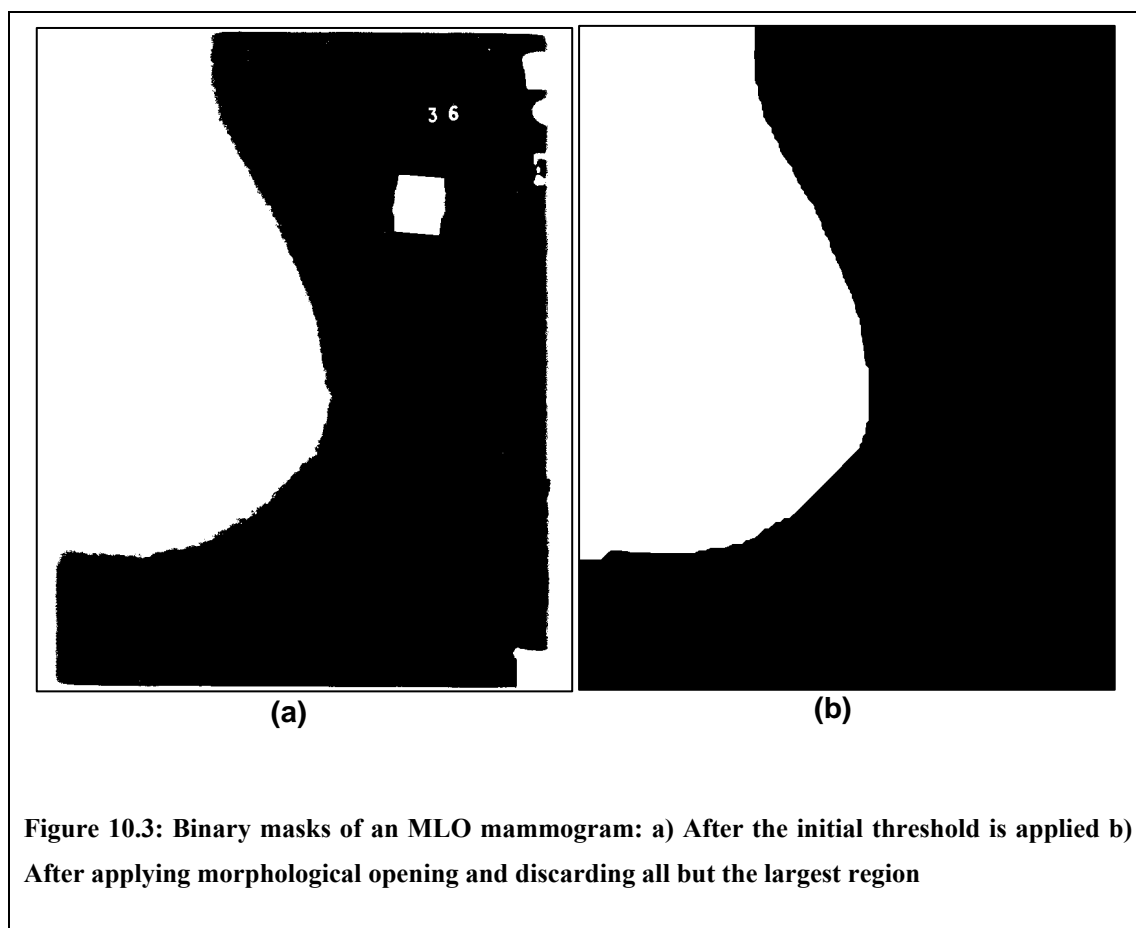 3 6
(a)
(b)
Figure 10.3: Binary masks of an MLO mammogram: a) After the initial threshold is applied b)
After applying morphological opening and discarding all but the largest region